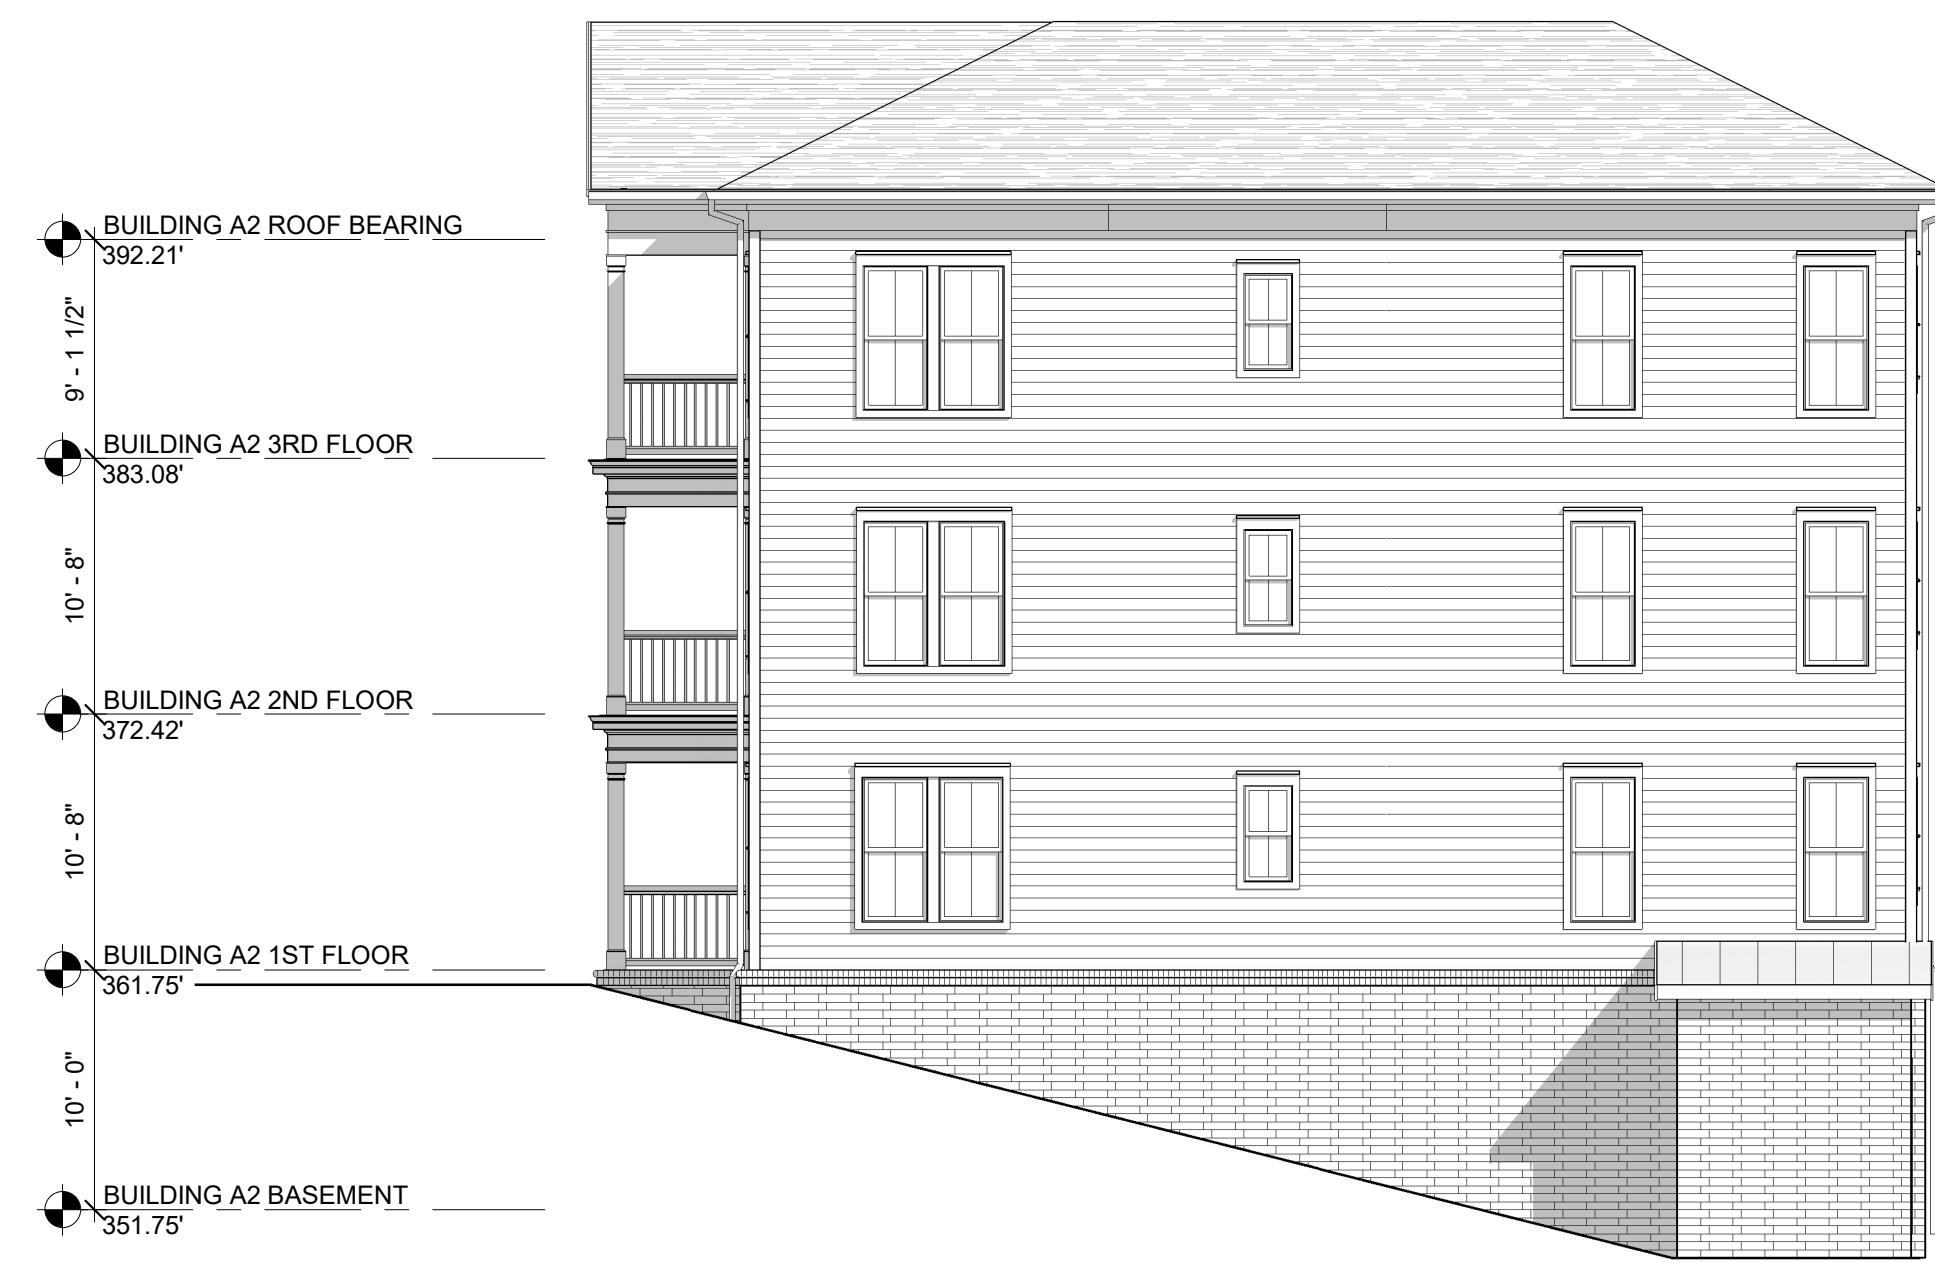 BUILDING A2 ROOF BEARING
392.21'
9' - 1 1/2"
BUILDING A2 3RD FLOOR
383.08'
10' - 8"
BUILDING A2 2ND FLOOR
372.42'
10' - 8"
BUILDING A2 1ST FLOOR
361.75'
10' - 0"
BUILDING A2 BASEMENT
351.75'